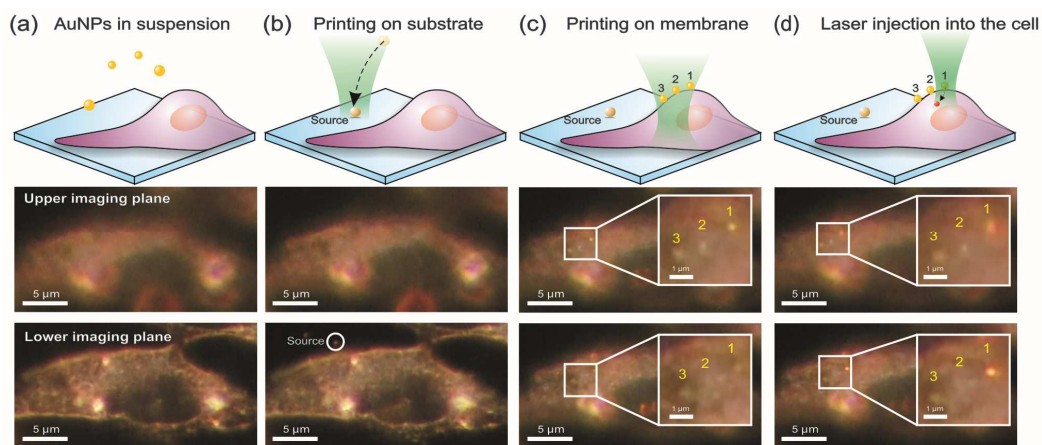 (a) AuNPs in suspension
(b) Printing on substrate
(c) Printing on membrane
(d) Laser injection into the cell
Source
Source
3 2 1
Source
3 2 1
Upper imaging plane
5 µm
5 µm
5 µm
3 2 1
1 µm
5 µm
3 2 1
1 µm
Lower imaging plane
5 µm
Source
5 µm
5 µm
3 2 1
1 µm
5 µm
3 2 1
1 µm